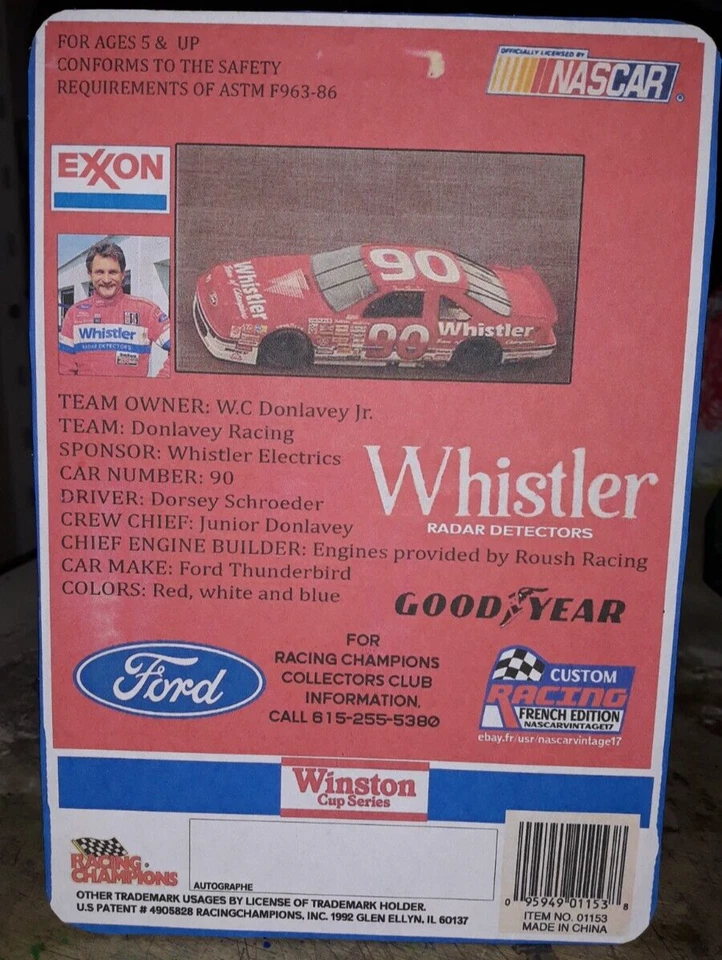 FOR AGES 5 & UP
CONFORMS TO THE SAFETY
REQUIREMENTS OF ASTM F963-86
OFFICIALLY LICENSED BY
NASCAR
EXXON
Whistler
90
90
Whistler
Whistler
RADAR DETECTORS
TEAM OWNER: W.C Donlavey Jr.
TEAM: Donlavey Racing
SPONSOR: Whistler Electrics
CAR NUMBER: 90
DRIVER: Dorsey Schroeder
CREW CHIEF: Junior Donlavey
CHIEF ENGINE BUILDER: Engines provided by Roush Racing
CAR MAKE: Ford Thunderbird
COLORS: Red, white and blue
Whistler
RADAR DETECTORS
GOODYEAR
Ford
FOR
RACING CHAMPIONS
COLLECTORS CLUB
INFORMATION,
CALL 615-255-5380
CUSTOM
RACING
FRENCH EDITION
NASCARVINTAGE17
ebay.fr/usr/nascarvintage17
Winston
Cup Series
RACING
CHAMPIONS
AUTOGRAPHE
OTHER TRADEMARK USAGES BY LICENSE OF TRADEMARK HOLDER.
U.S PATENT # 4905828 RACINGCHAMPIONS, INC. 1992 GLEN ELLYN, IL 60137
0 95949 01153 8
ITEM NO. 01153
MADE IN CHINA